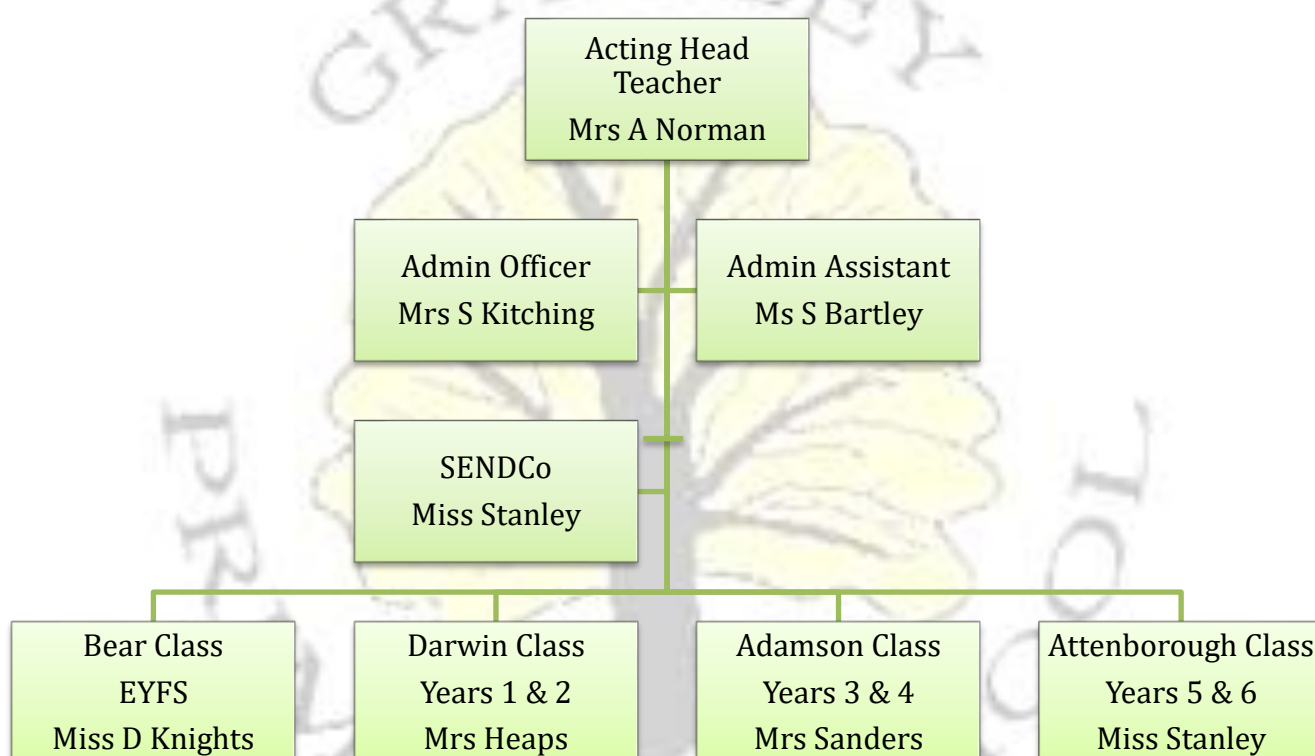 Acting Head
Teacher
Mrs A Norman
Admin Officer
Mrs S Kitching
Admin Assistant
Ms S Bartley
SENDCo
Miss Stanley
Bear Class
EYFS
Miss D Knights
Darwin Class
Years 1 & 2
Mrs Heaps
Adamson Class
Years 3 & 4
Mrs Sanders
Attenborough Class
Years 5 & 6
Miss Stanley